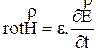 rotH⃗ = ε.∂E⃗/∂t